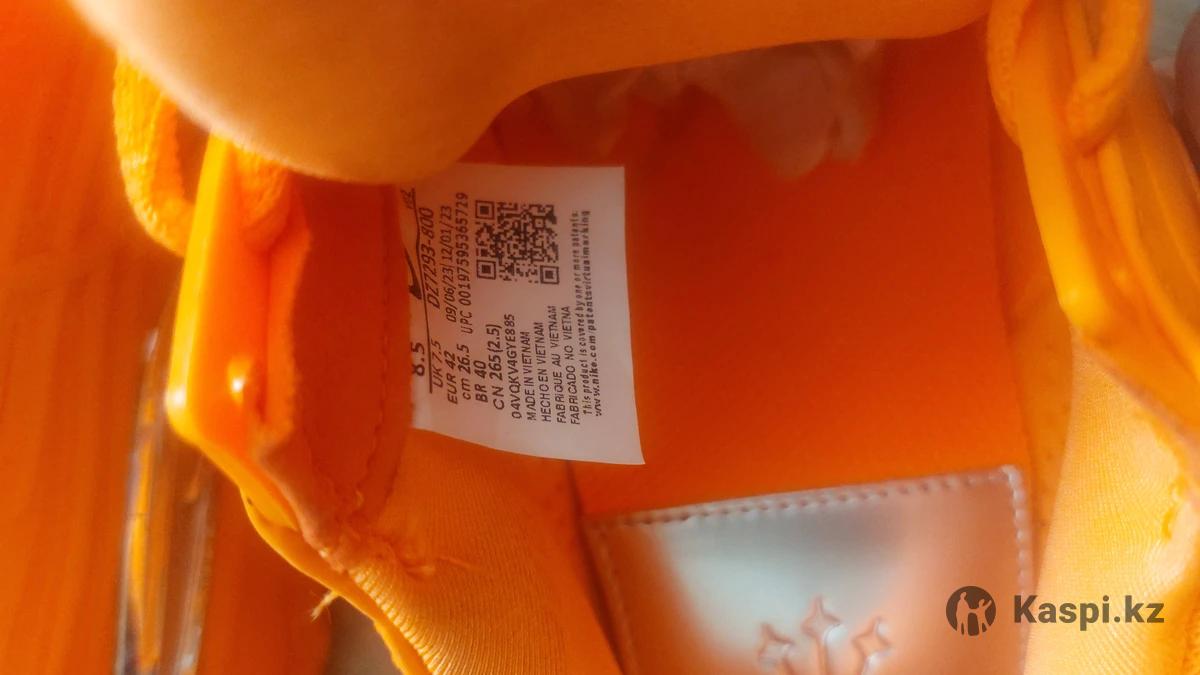 8.5
UK 7.5 DZ7293-800
EUR 42 09/06/23|12/01/23
cm 26.5 UPC 00197595365729
BR 40
CN 265(2.5)
04VQKV4GYE885
MADE IN VIETNAM
HECHO EN VIETNAM
FABRIQUE AU VIETNAM
FABRICADO NO VIETNA
This product is covered by one or more patents.
www.nike.com/patentsvirtualmarking
Kaspi.kz